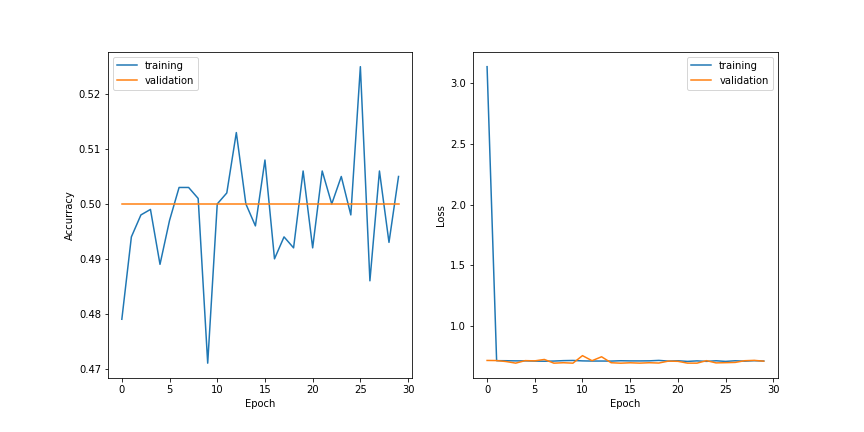 training
validation
0.52
0.51
0.50
0.49
0.48
0.47
Accurracy
0 5 10 15 20 25 30
Epoch
training
validation
3.0
2.5
2.0
1.5
1.0
Loss
0 5 10 15 20 25 30
Epoch